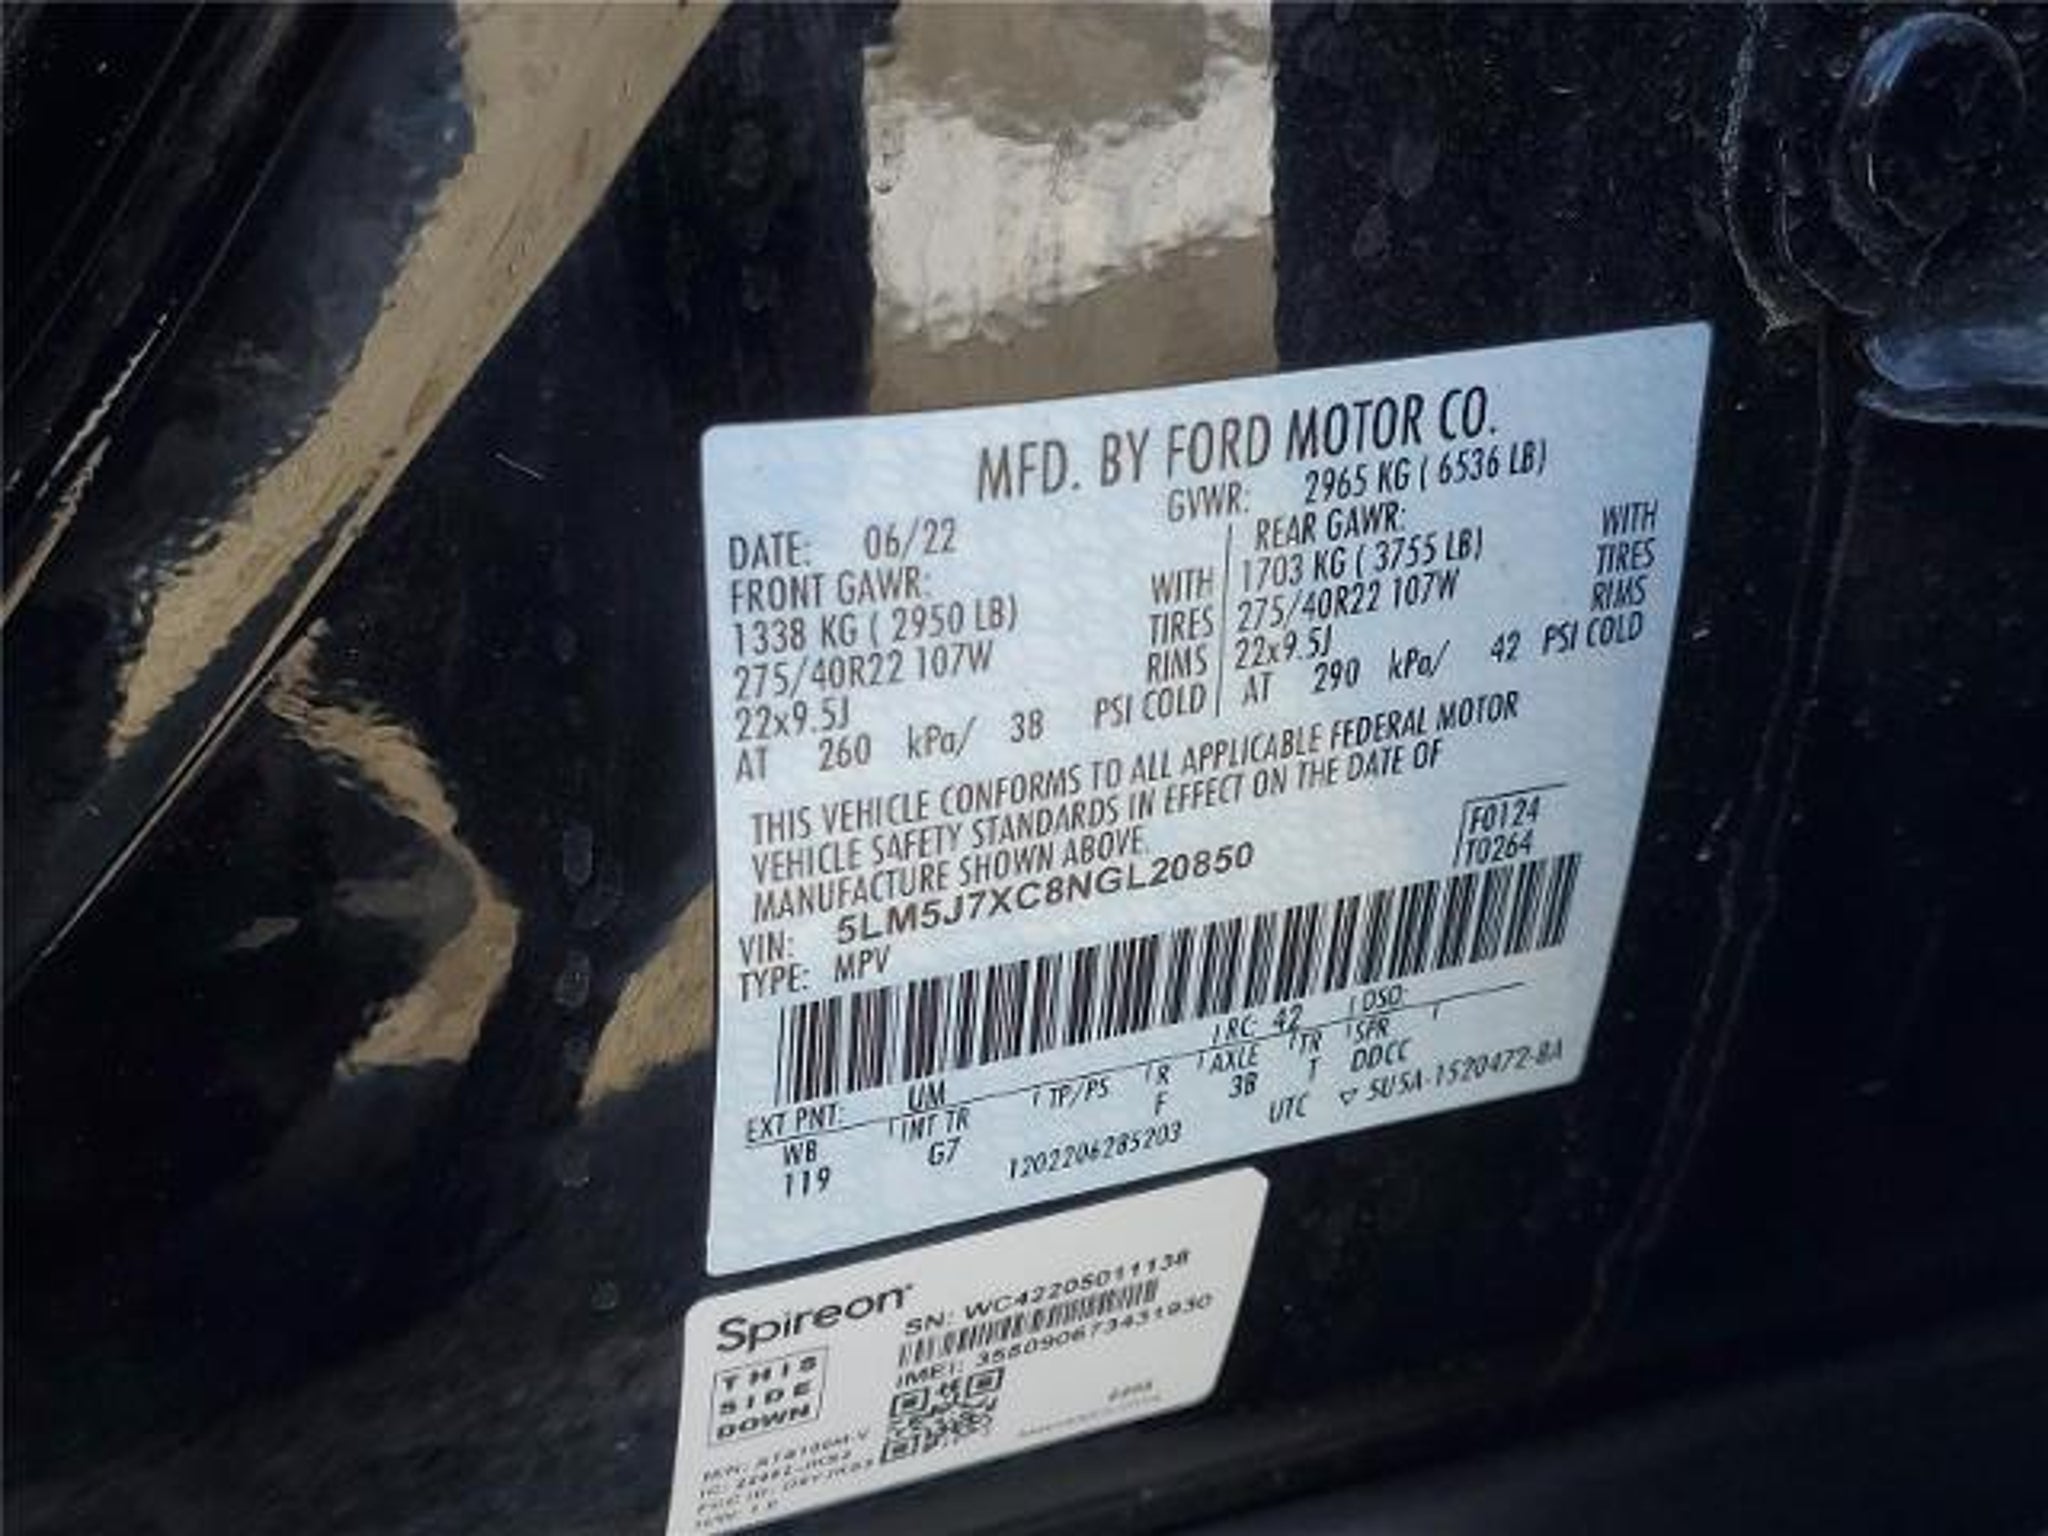 MFD. BY FORD MOTOR CO.
DATE: 06/22 GVWR: 2965 KG ( 6536 LB)
FRONT GAWR: WITH
1338 KG ( 2950 LB) TIRES
275/40R22 107W RIMS
22x9.5J
AT 260 kPa/ 38 PSI COLD
REAR GAWR: WITH
1703 KG ( 3755 LB) TIRES
275/40R22 107W RIMS
22x9.5J
AT 290 kPa/ 42 PSI COLD
THIS VEHICLE CONFORMS TO ALL APPLICABLE FEDERAL MOTOR
VEHICLE SAFETY STANDARDS IN EFFECT ON THE DATE OF
MANUFACTURE SHOWN ABOVE.
F0124
T0264
VIN: 5LM5J7XC8NGL20850
TYPE: MPV
EXT PNT: UM RC: 42 DSO:
WB INT TR TP/PS R AXLE TR SPR
119 G7 F 3B T DDCC
1202206285203 UTC ▽ 5U5A-1520472-BA
Spireon
SN: WC42205011138
THIS
SIDE
DOWN